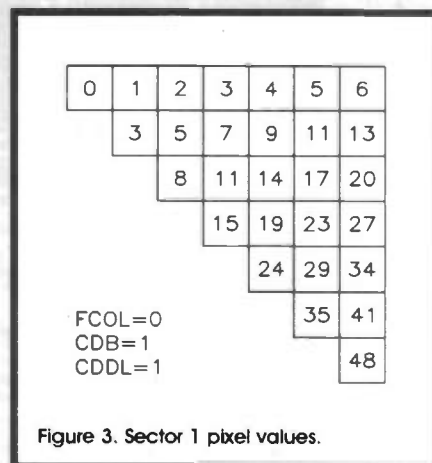 0 1 2 3 4 5 6
3 5 7 9 11 13
8 11 14 17 20
15 19 23 27
24 29 34
FCOL=0
35 41
CDB=1
CDDL=1
48
Figure 3. Sector 1 pixel values.